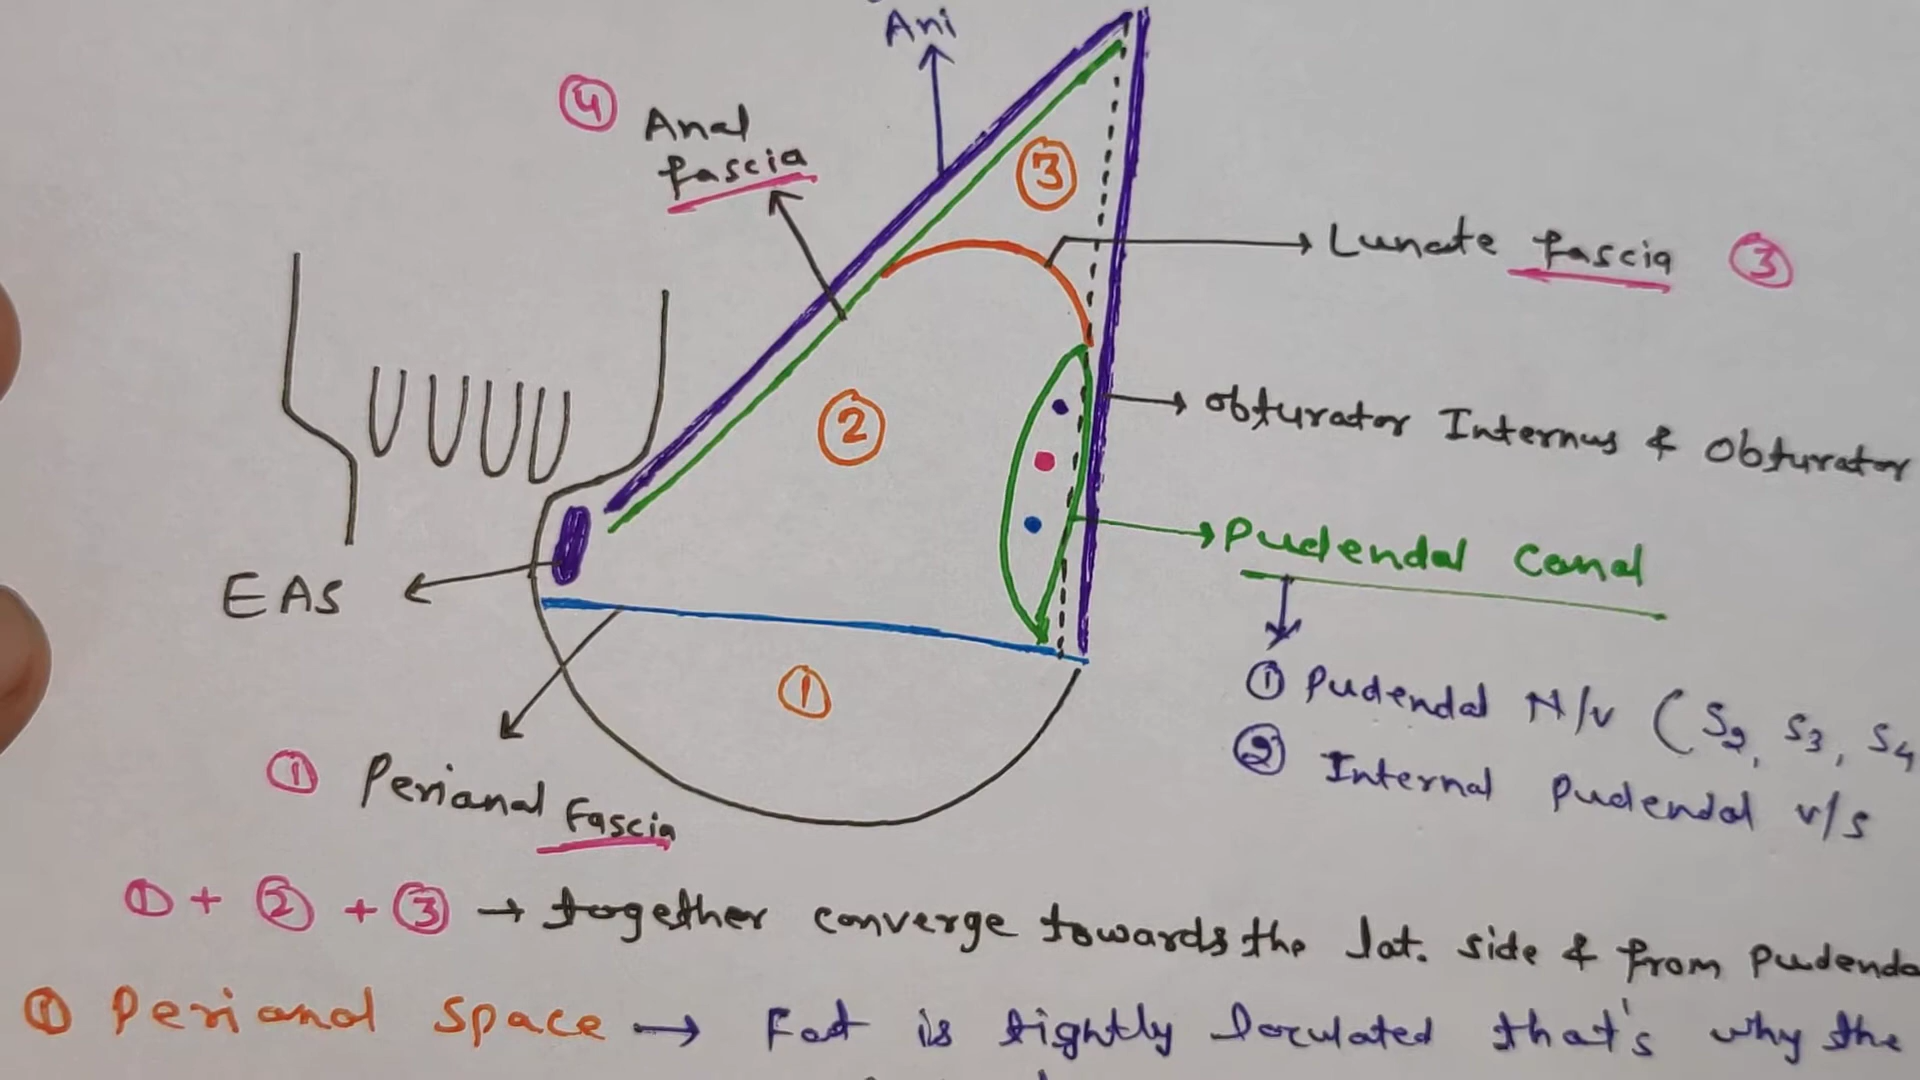 Ani
④ Anal
fascia
③
Lunate fascia ③
②
Obturator Internus & Obturator
Pudendal Canal
EAS
① Pudendal N/v (S2, S3, S4
② Internal Pudendal v/s
①
① Perianal Fascia
① + ② + ③ → together converge towards the lat. side & from Pudenda
① Perianal Space → Fat is tightly loculated that's why the